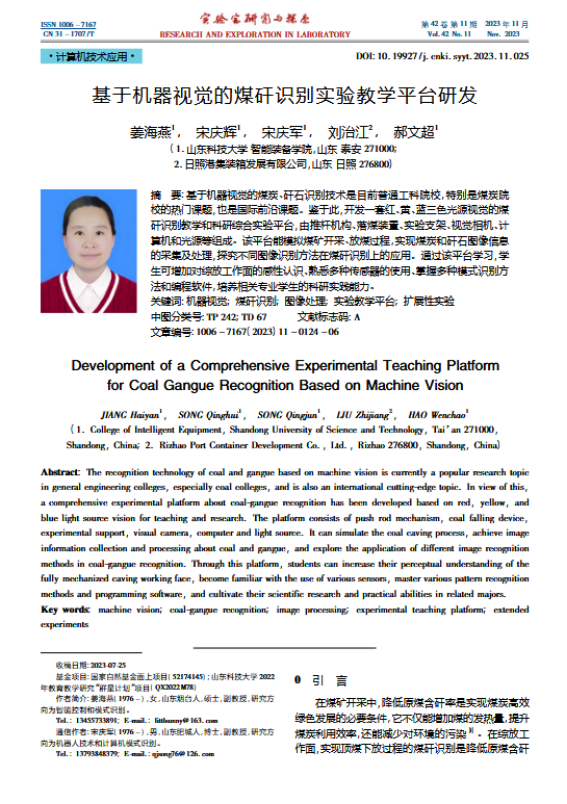 ISSN 1006-7167
CN 31-1707/T
实验室研究与探索
RESEARCH AND EXPLORATION IN LABORATORY
第42卷 第11期 2023年11月
Vol.42 No.11 Nov. 2023
·计算机技术应用·
DOI: 10.19927/j.cnki.syyt.2023.11.025
基于机器视觉的煤矸识别实验教学平台研发
姜海燕1, 宋庆辉1, 宋庆军1, 刘治江2, 郝文超1
(1.山东科技大学 智能装备学院,山东 泰安 271000;
2.日照港集装箱发展有限公司,山东 日照 276800)
摘 要:基于机器视觉的煤炭、矸石识别技术是目前普通工科院校,特别是煤炭院
校的热门课题,也是国际前沿课题。鉴于此,开发一套红、黄、蓝三色光源视觉的煤
矸识别教学和科研综合实验平台,由推杆机构、落煤装置、实验支架、视觉相机、计
算机和光源等组成。该平台能模拟煤矿开采、放煤过程,实现煤炭和矸石图像信息
的采集及处理,探索不同图像识别方法在煤矸识别上的应用。通过该平台学习,学
生可增加对综放工作面的感性认识、熟悉多种传感器的使用、掌握多种模式识别方
法和编程软件,培养相关专业学生的科研实践能力。
关键词:机器视觉; 煤矸识别; 图像处理; 实验教学平台; 扩展性实验
中图分类号:TP 242; TD 67 文献标志码:A
文章编号:1006-7167(2023)11-0124-06
Development of a Comprehensive Experimental Teaching Platform
for Coal Gangue Recognition Based on Machine Vision
JIANG Haiyan1, SONG Qinghui1, SONG Qingjun1, LIU Zhijiang2, HAO Wenchao1
(1. College of Intelligent Equipment, Shandong University of Science and Technology, Tai'an 271000,
Shandong, China; 2. Rizhao Port Container Development Co., Ltd., Rizhao 276800, Shandong, China)
Abstract: The recognition technology of coal and gangue based on machine vision is currently a popular research topic
in general engineering colleges, especially coal colleges, and is also an international cutting-edge topic. In view of this,
a comprehensive experimental platform about coal-gangue recognition has been developed based on red, yellow, and
blue light source vision for teaching and research. The platform consists of push rod mechanism, coal falling device,
experimental support, visual camera, computer and light source. It can simulate the coal caving process, achieve image
information collection and processing about coal and gangue, and explore the application of different image recognition
methods in coal-gangue recognition. Through this platform, students can increase their perceptual understanding of the
fully mechanized caving working face, become familiar with the use of various sensors, master various pattern recognition
methods and programming software, and cultivate their scientific research and practical abilities in related majors.
Key words: machine vision; coal-gangue recognition; image processing; experimental teaching platform; extended
experiments
收稿日期:2023-07-25
基金项目:国家自然基金面上项目(52174145);山东科技大学2022
年教育教学研究“群星计划”项目(QX2022M78)
作者简介:姜海燕(1976-),女,山东烟台人,硕士,副教授,研究方
向为智能控制和模式识别。
Tel.: 13455733891; E-mail.: littlsunny@163.com
通信作者:宋庆军(1976-),男,山东肥城人,博士,副教授,研究方
向为机器人技术和计算机模式识别。
Tel.: 13793848379; E-mail.:qjsong76@126.com
0 引 言
在煤矿开采中,降低原煤含矸率是实现煤炭高效
绿色发展的必要条件,它不仅能增加煤的发热量,提升
煤炭利用效率,还能减少对环境的污染[1]。在综放工
作面,实现顶煤下放过程的煤矸识别是降低原煤含矸